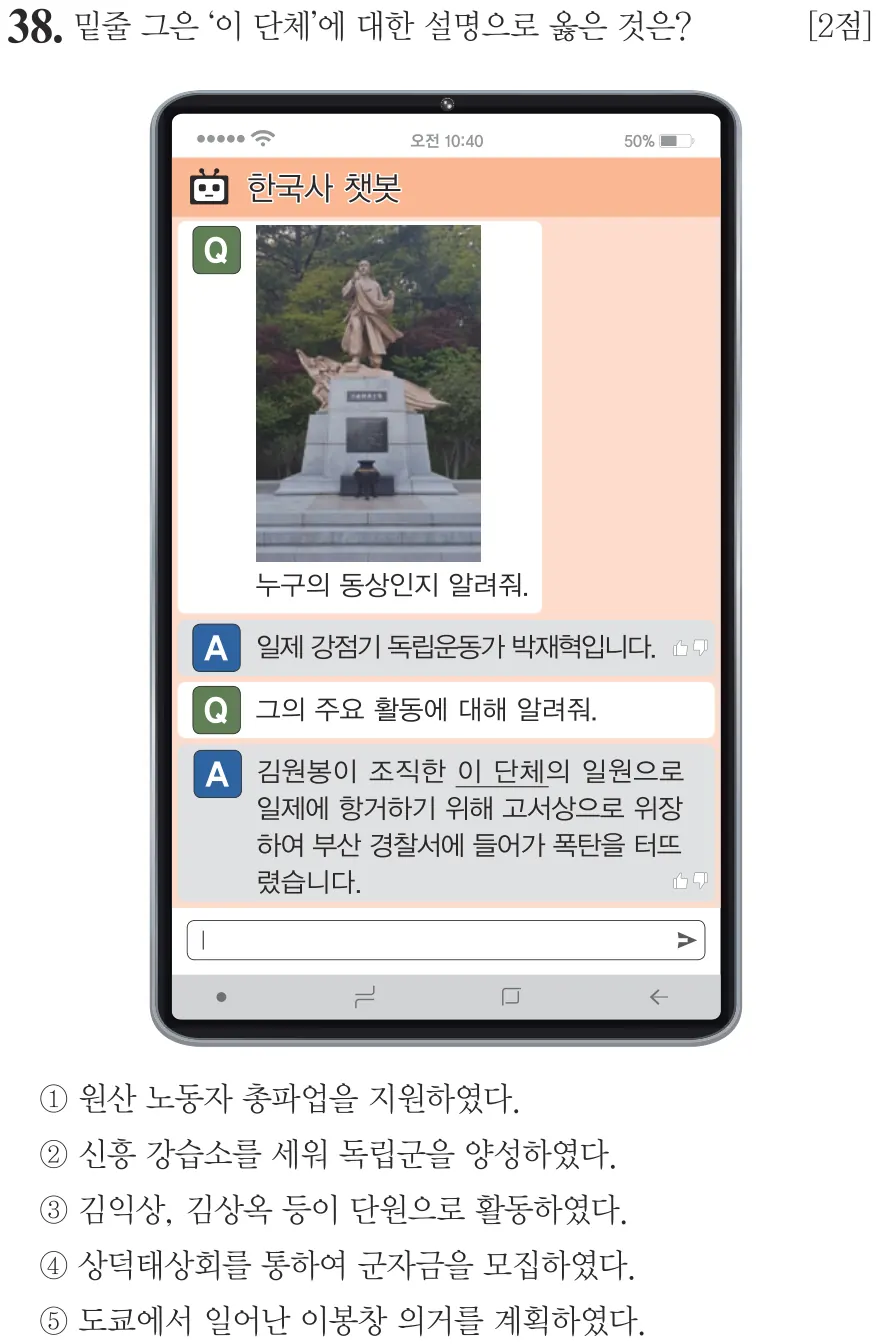 38. 밑줄 그은 ‘이 단체’에 대한 설명으로 옳은 것은? [2점]
오전 10:40 50%
한국사 챗봇
Q
누구의 동상인지 알려줘.
A 일제 강점기 독립운동가 박재혁입니다.
Q 그의 주요 활동에 대해 알려줘.
A 김원봉이 조직한 이 단체의 일원으로
일제에 항거하기 위해 고서상으로 위장
하여 부산 경찰서에 들어가 폭탄을 터뜨
렸습니다.
① 원산 노동자 총파업을 지원하였다.
② 신흥 강습소를 세워 독립군을 양성하였다.
③ 김익상, 김상옥 등이 단원으로 활동하였다.
④ 상덕태상회를 통하여 군자금을 모집하였다.
⑤ 도쿄에서 일어난 이봉창 의거를 계획하였다.